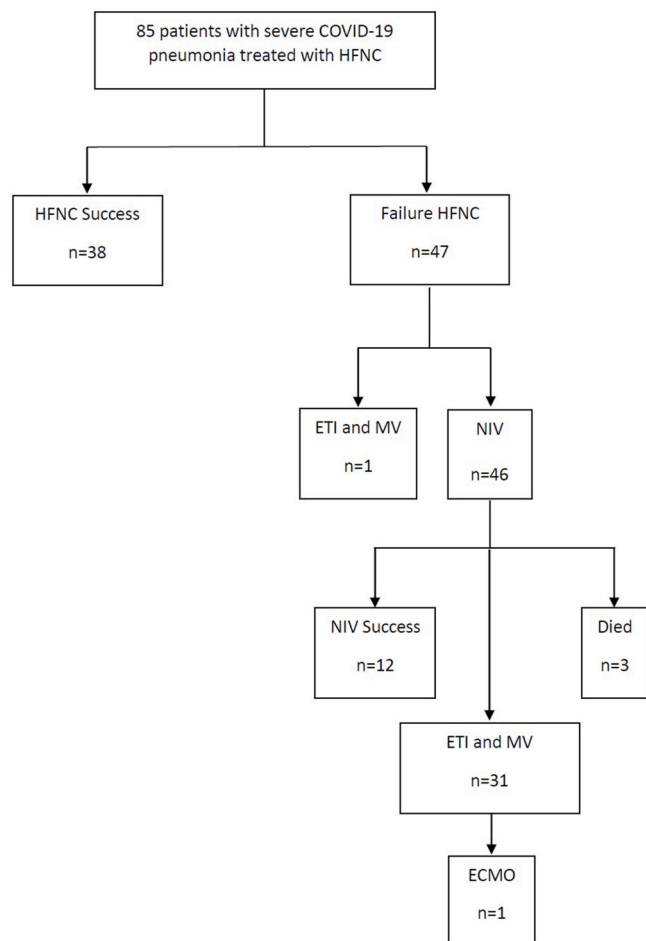 85 patients with severe COVID-19
pneumonia treated with HFNC
HFNC Success
n=38
Failure HFNC
n=47
ETI and MV
n=1
NIV
n=46
NIV Success
n=12
Died
n=3
ETI and MV
n=31
ECMO
n=1